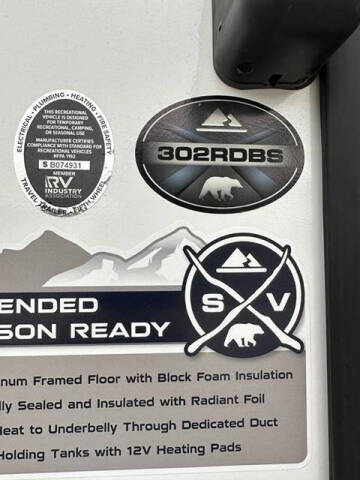 ELECTRICAL - PLUMBING - HEATING - FIRE SAFETY
THIS RECREATIONAL
VEHICLE IS DESIGNED
FOR TEMPORARY
RECREATIONAL, CAMPING,
OR SEASONAL USE
MANUFACTURER CERTIFIES
COMPLIANCE WITH STANDARD FOR
RECREATIONAL VEHICLES
NFPA 1192
S B074931
MEMBER
RV
INDUSTRY
ASSOCIATION
TRAVEL TRAILER - FIFTH WHEEL
302RDBS
S V
ENDED
SON READY
num Framed Floor with Block Foam Insulation
lly Sealed and Insulated with Radiant Foil
Heat to Underbelly Through Dedicated Duct
Holding Tanks with 12V Heating Pads